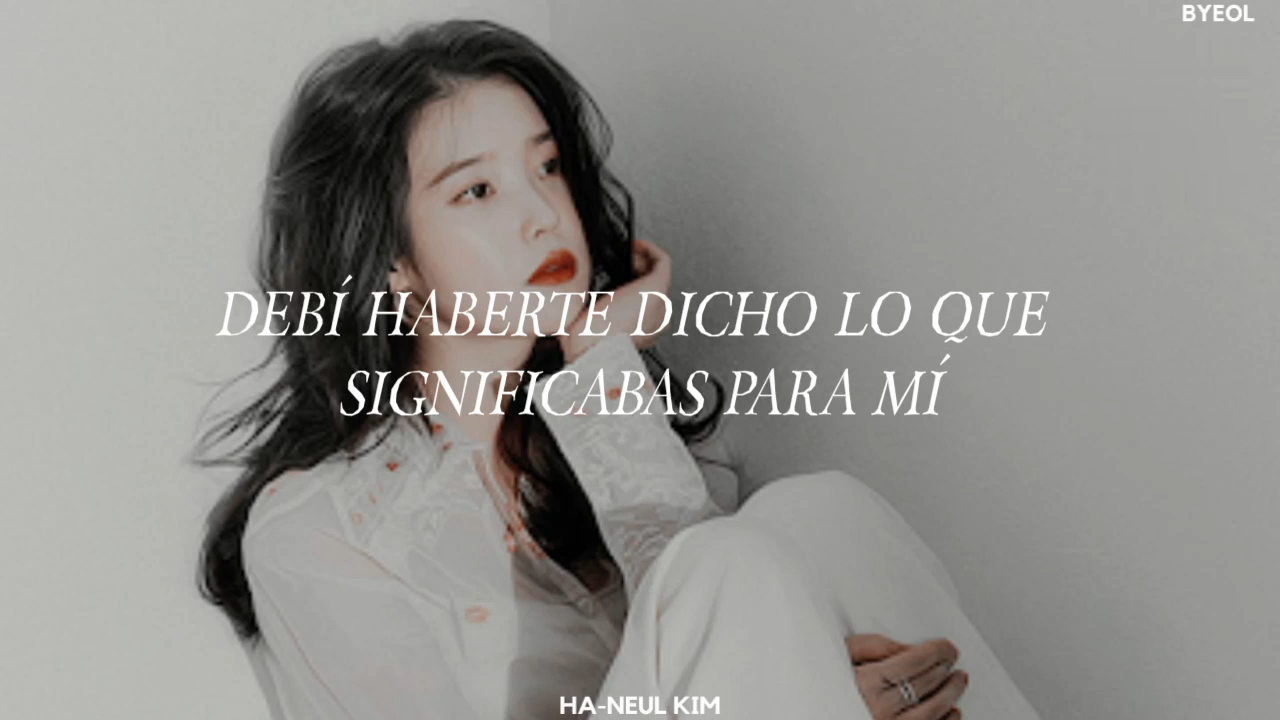 BYEOL
DEBÍ HABERTE DICHO LO QUE
SIGNIFICABAS PARA MÍ
HA-NEUL KIM